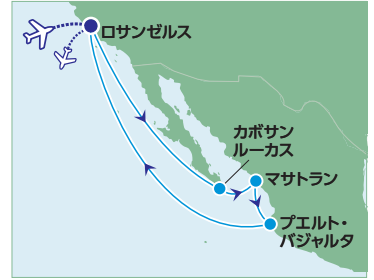 ロサンゼルス
カボサン
ルーカス
マサトラン
プエルト・
バジャルタ